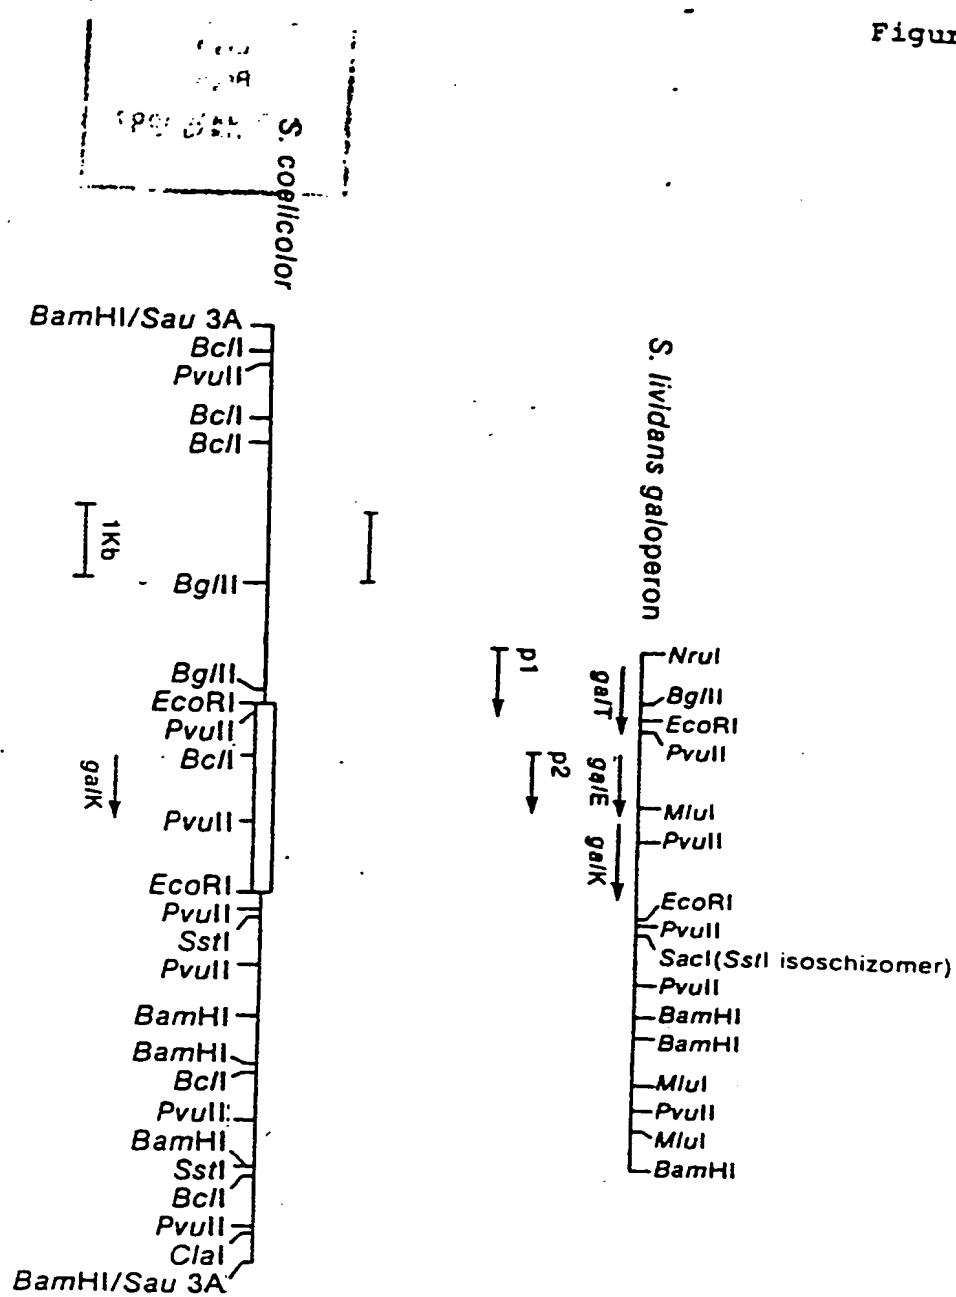 Figur
S. coelicolor
BamHI/Sau 3A
BclI
PvuII
BclI
BclI
1Kb
BglII
BglII
EcoRI
PvuII
BclI
galK
PvuII
EcoRI
PvuII
SstI
PvuII
BamHI
BamHI
BclI
PvuII
BamHI
SstI
BclI
PvuII
ClaI
BamHI/Sau 3A
S. lividans galoperon
p1
p2
galT
galE
galK
NruI
BglII
EcoRI
PvuII
MluI
PvuII
EcoRI
PvuII
SacI(SstI isoschizomer)
PvuII
BamHI
BamHI
MluI
PvuII
MluI
BamHI